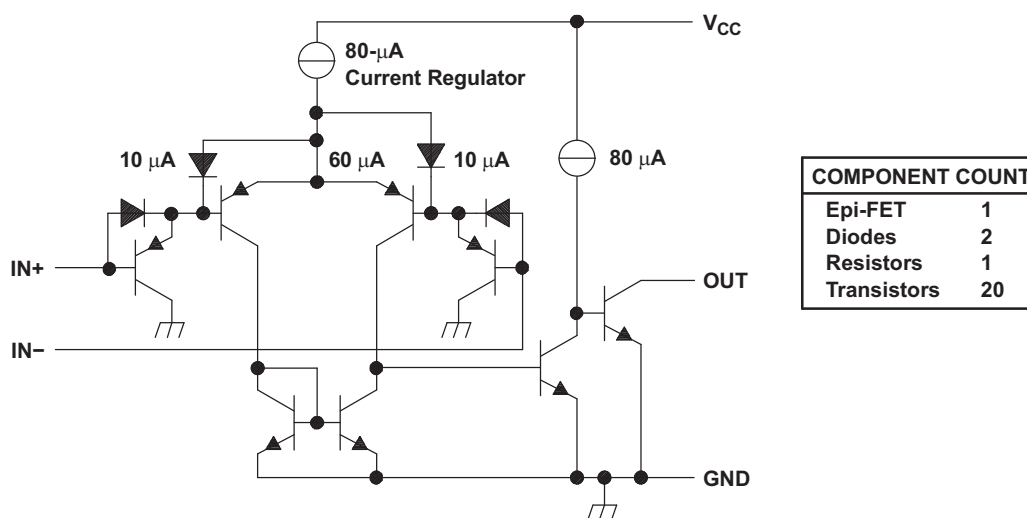 V_CC
80-μA
Current Regulator
10 μA
60 μA
10 μA
80 μA
IN+
OUT
IN−
GND
COMPONENT COUNT
Epi-FET 1
Diodes 2
Resistors 1
Transistors 20